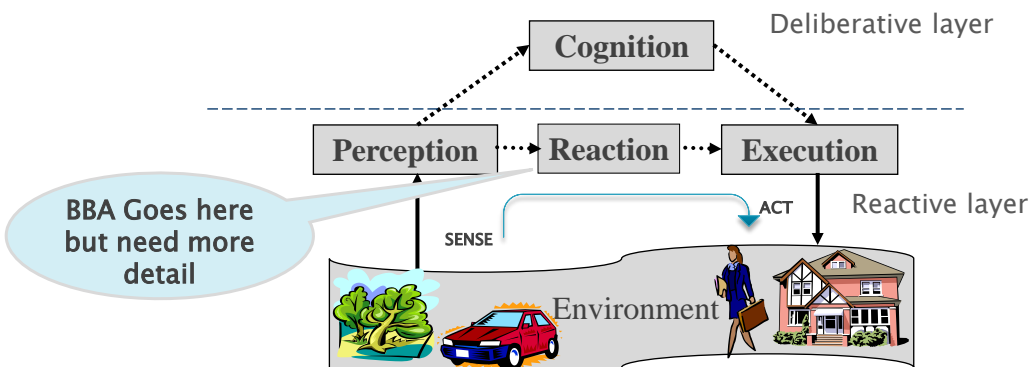 Deliberative layer
Cognition
Perception
Reaction
Execution
BBA Goes here
but need more
detail
SENSE
ACT
Reactive layer
Environment